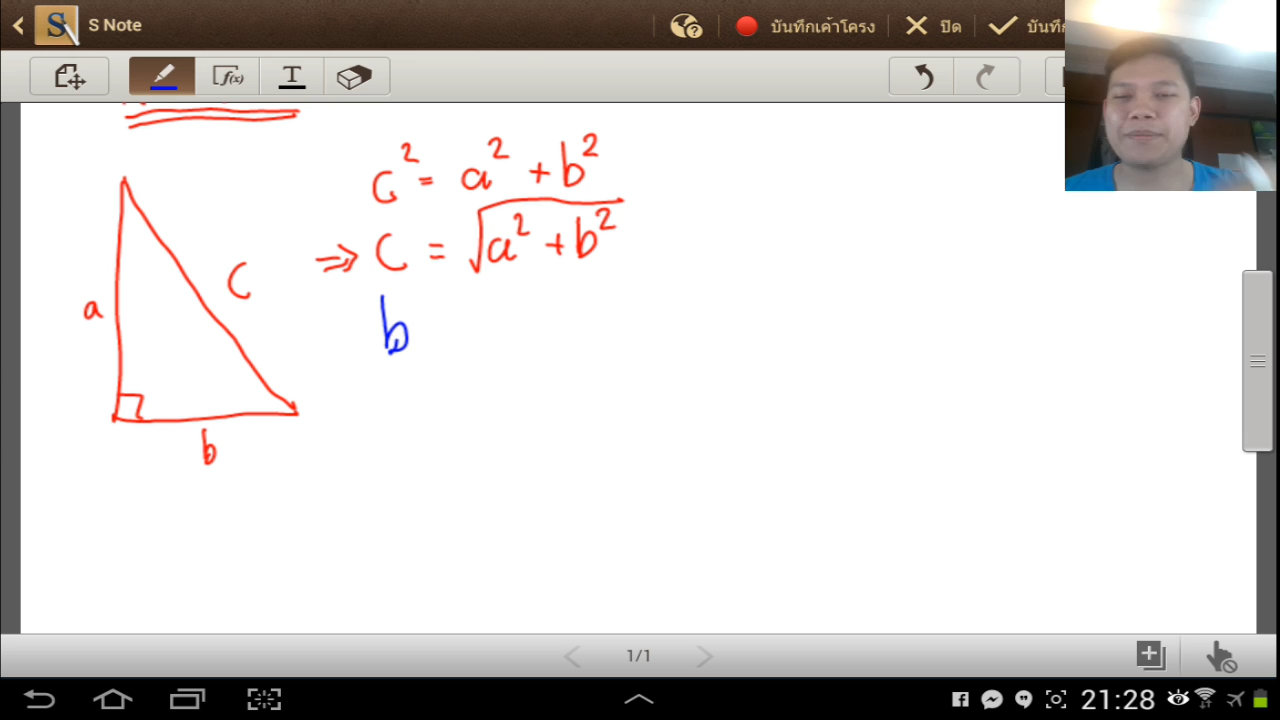 S Note
บันทึกเค้าโครง
ปิด
f(x)
T
c² = a² + b²
⇒ c = √a² + b²
a
c
b
b
1/1
21:28